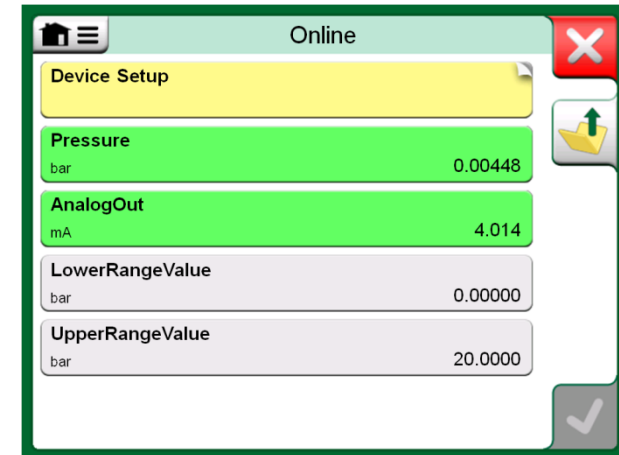 Online
Device Setup
Pressure
bar 0.00448
AnalogOut
mA 4.014
LowerRangeValue
bar 0.00000
UpperRangeValue
bar 20.0000